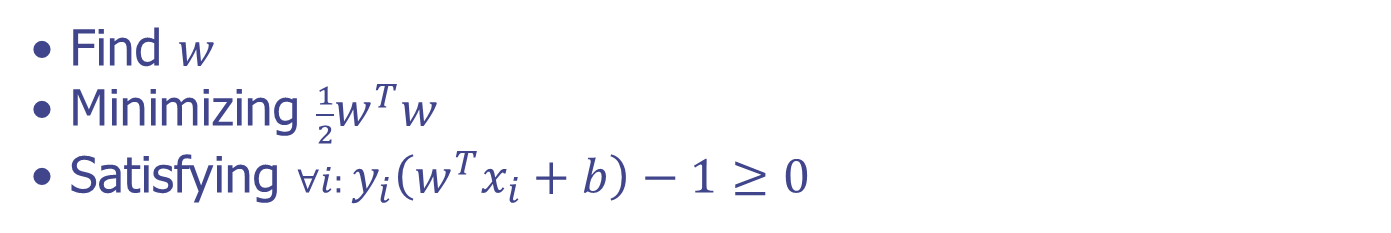 • Find 𝑤
• Minimizing ½𝑤ᵀ𝑤
• Satisfying ∀𝑖: 𝑦ᵢ(𝑤ᵀ𝑥ᵢ + 𝑏) − 1 ≥ 0